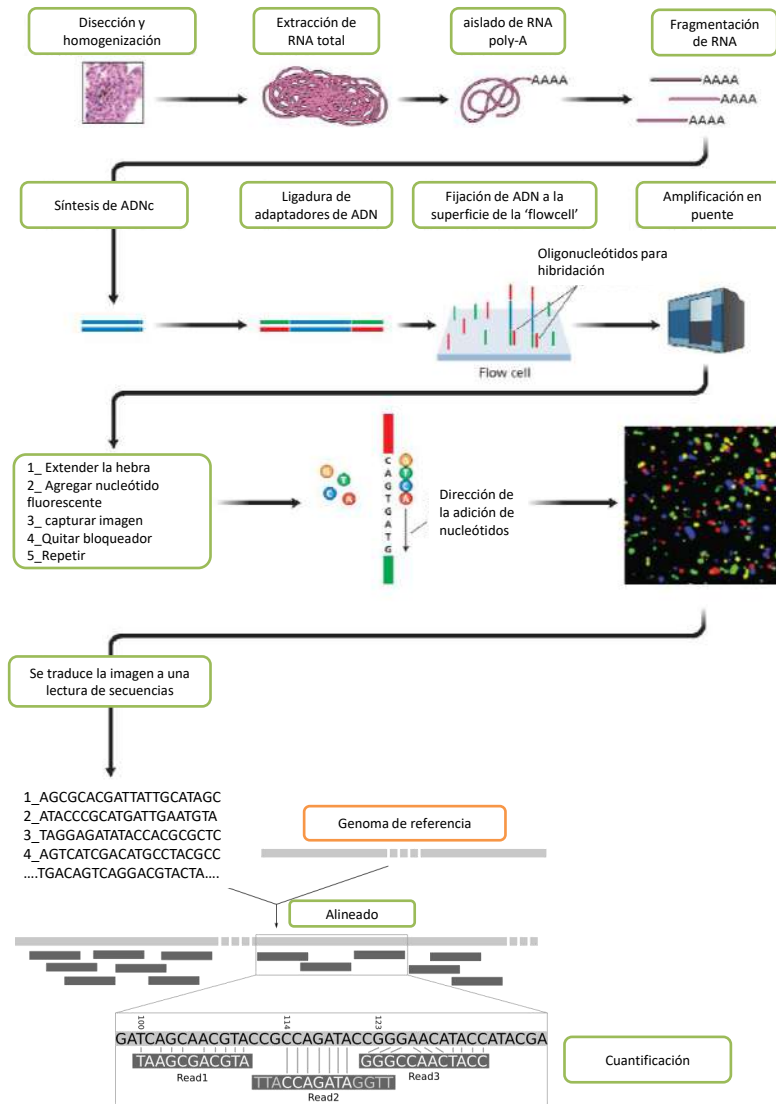 Disección y
homogenización
Extracción de
RNA total
aislado de RNA
poly-A
Fragmentación
de RNA
AAAA
AAAA
AAAA
AAAA
Síntesis de ADNc
Ligadura de
adaptadores de ADN
Fijación de ADN a la
superficie de la ‘flowcell’
Amplificación en
puente
Oligonucleótidos para
hibridación
Flow cell
1_ Extender la hebra
2_ Agregar nucleótido
fluorescente
3_ capturar imagen
4_Quitar bloqueador
5_Repetir
G
T
C
A
C
A
G
T
G
A
T
G
G
T
C
A
Dirección de
la adición de
nucleótidos
Se traduce la imagen a una
lectura de secuencias
1_AGCGCACGATTATTGCATAGC
2_ATACCCGCATGATTGAATGTA
3_TAGGAGATATACCACGCGCTC
4_AGTCATCGACATGCCTACGCC
....TGACAGTCAGGACGTACTA....
Genoma de referencia
Alineado
100
114
123
GATCAGCAACGTACCGCCAGATACCGGGAACATACCATACGA
TAAGCGACGTA
Read1
TTACCAGATAGGTT
Read2
GGGCCAACTACC
Read3
Cuantificación